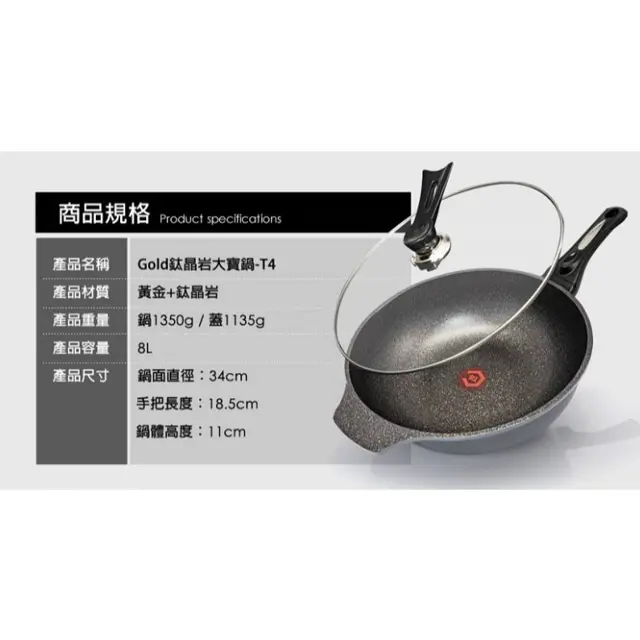 商品規格 Product specifications
產品名稱 Gold鈦晶岩大寶鍋-T4
產品材質 黃金+鈦晶岩
產品重量 鍋1350g / 蓋1135g
產品容量 8L
產品尺寸 鍋面直徑：34cm
手把長度：18.5cm
鍋體高度：11cm